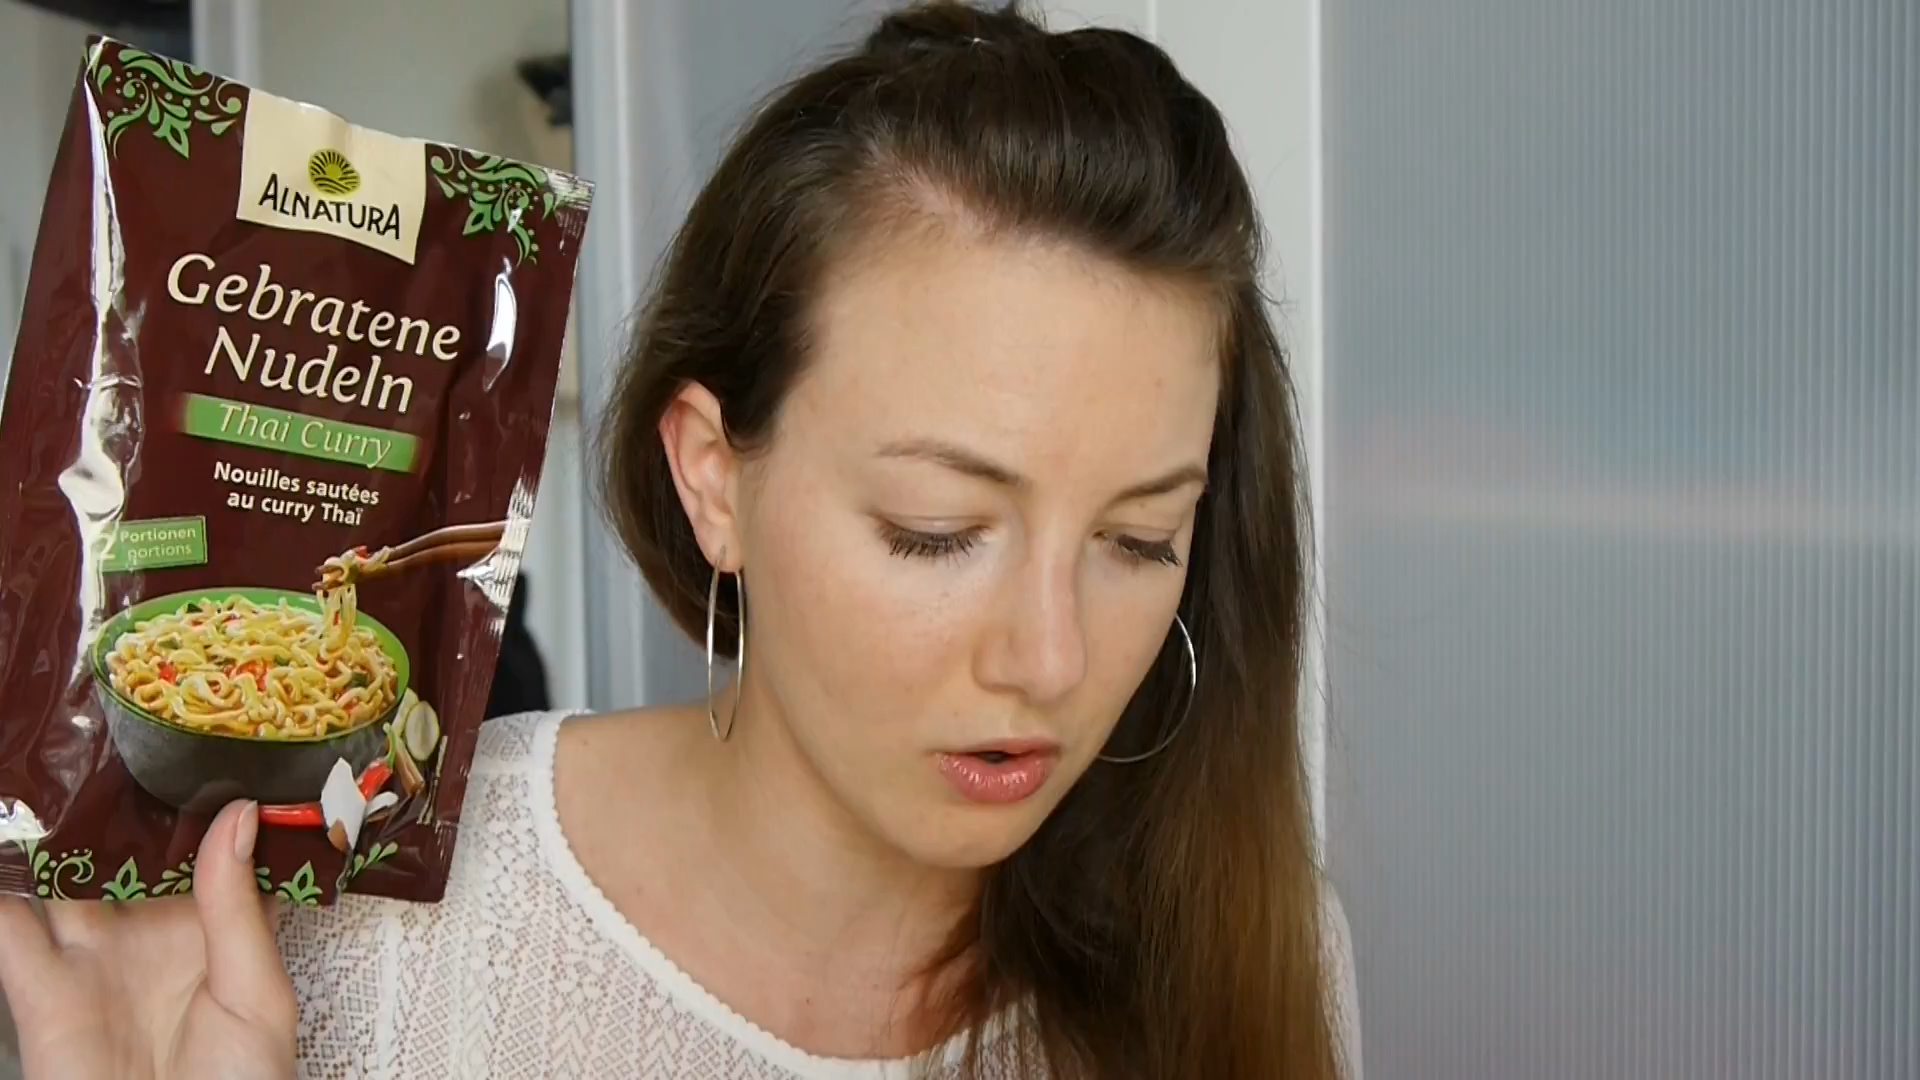 ALNATURA
Gebratene
Nudeln
Thai Curry
Nouilles sautées
au curry Thaï
2 Portionen
portions